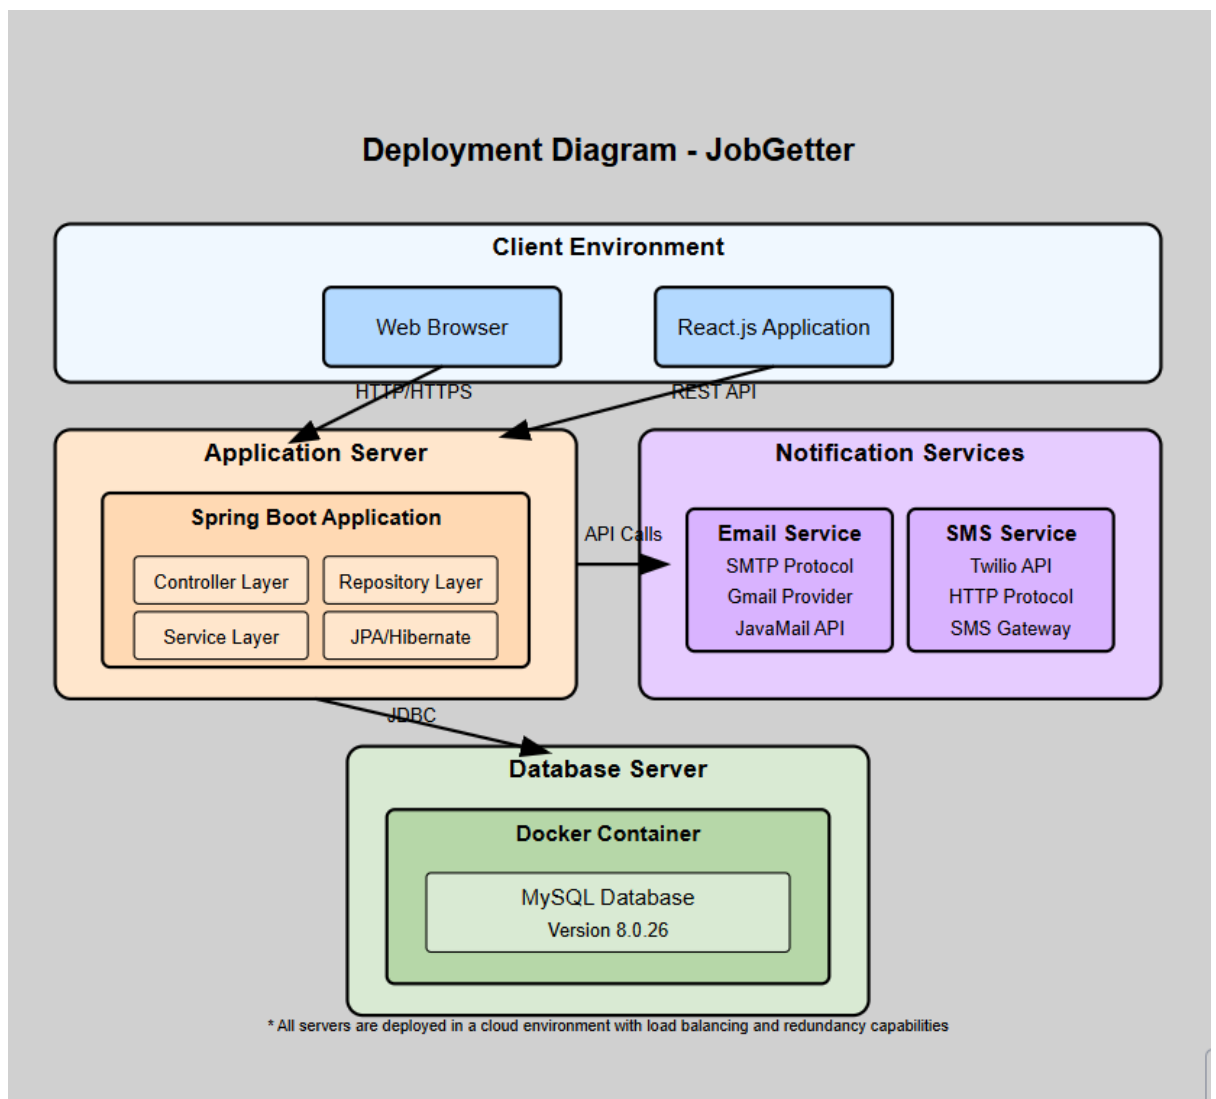 Deployment Diagram - JobGetter
Client Environment
Web Browser
React.js Application
HTTP/HTTPS
REST API
Application Server
Spring Boot Application
Controller Layer
Repository Layer
Service Layer
JPA/Hibernate
API Calls
Notification Services
Email Service
SMTP Protocol
Gmail Provider
JavaMail API
SMS Service
Twilio API
HTTP Protocol
SMS Gateway
JDBC
Database Server
Docker Container
MySQL Database
Version 8.0.26
* All servers are deployed in a cloud environment with load balancing and redundancy capabilities